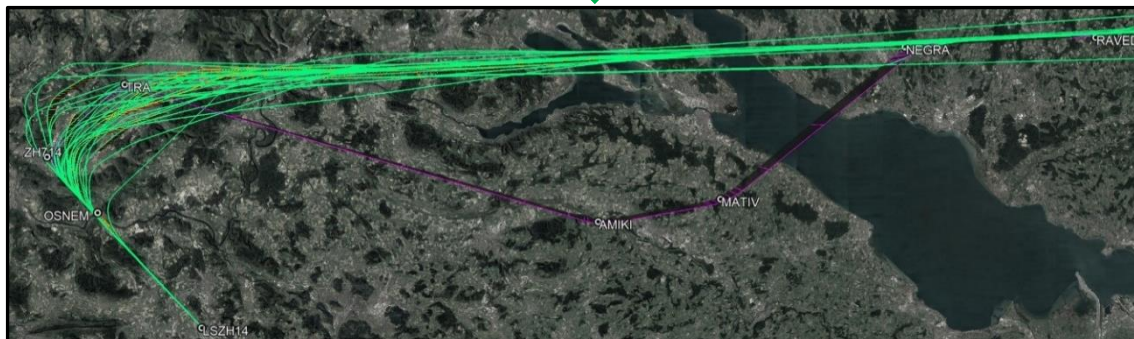 RAVED
NEGRA
TRA
ZH714
MATIV
OSNEM
AMIKI
LSZH14